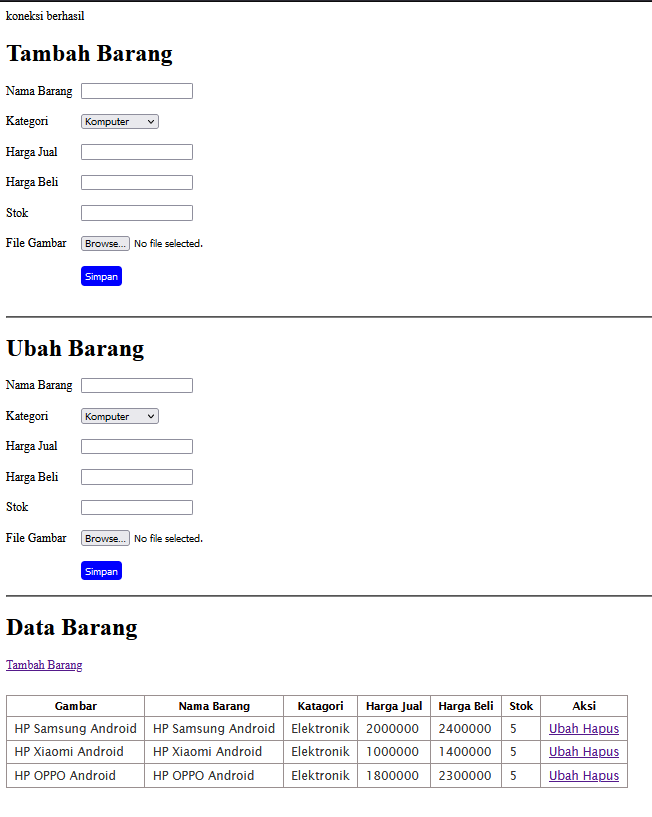 koneksi berhasil
Tambah Barang
Nama Barang
Kategori Komputer
Harga Jual
Harga Beli
Stok
File Gambar Browse... No file selected.
Simpan
Ubah Barang
Nama Barang
Kategori Komputer
Harga Jual
Harga Beli
Stok
File Gambar Browse... No file selected.
Simpan
Data Barang
Tambah Barang
Gambar Nama Barang Katagori Harga Jual Harga Beli Stok Aksi
HP Samsung Android HP Samsung Android Elektronik 2000000 2400000 5 Ubah Hapus
HP Xiaomi Android HP Xiaomi Android Elektronik 1000000 1400000 5 Ubah Hapus
HP OPPO Android HP OPPO Android Elektronik 1800000 2300000 5 Ubah Hapus